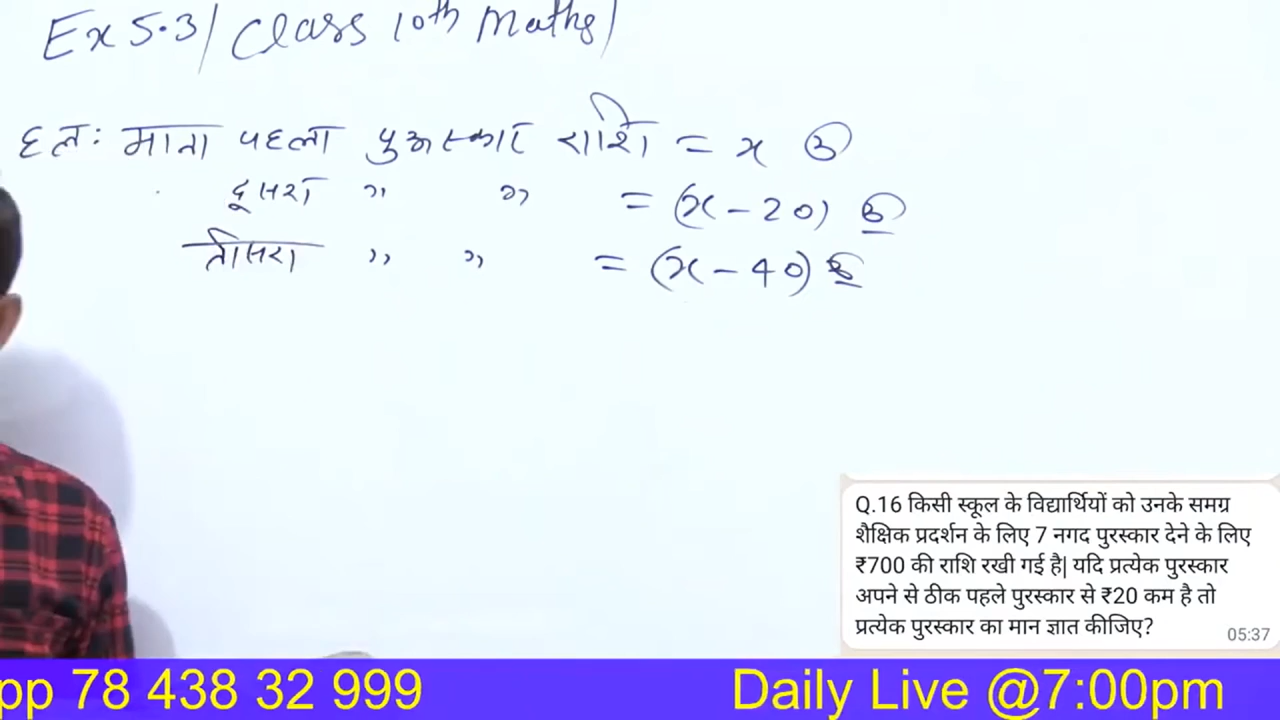 Ex 5.3/ Class 10th Maths/
हल: माना पहला पुरस्कार राशि = x रु
दूसरा ,, ,, = (x - 20) रु
तीसरा ,, ,, = (x - 40) रु
Q.16 किसी स्कूल के विद्यार्थियों को उनके समग्र
शैक्षिक प्रदर्शन के लिए 7 नगद पुरस्कार देने के लिए
₹700 की राशि रखी गई है| यदि प्रत्येक पुरस्कार
अपने से ठीक पहले पुरस्कार से ₹20 कम है तो
प्रत्येक पुरस्कार का मान ज्ञात कीजिए?
05:37
pp 78 438 32 999
Daily Live @7:00pm